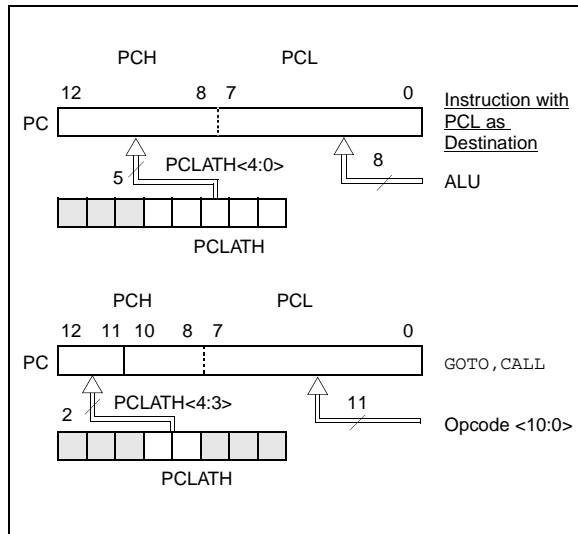 PCH PCL
12 8 7 0
PC
Instruction with
PCL as
Destination
5 PCLATH<4:0>
8
ALU
PCLATH
PCH PCL
12 11 10 8 7 0
PC
GOTO,CALL
2 PCLATH<4:3>
11
Opcode <10:0>
PCLATH